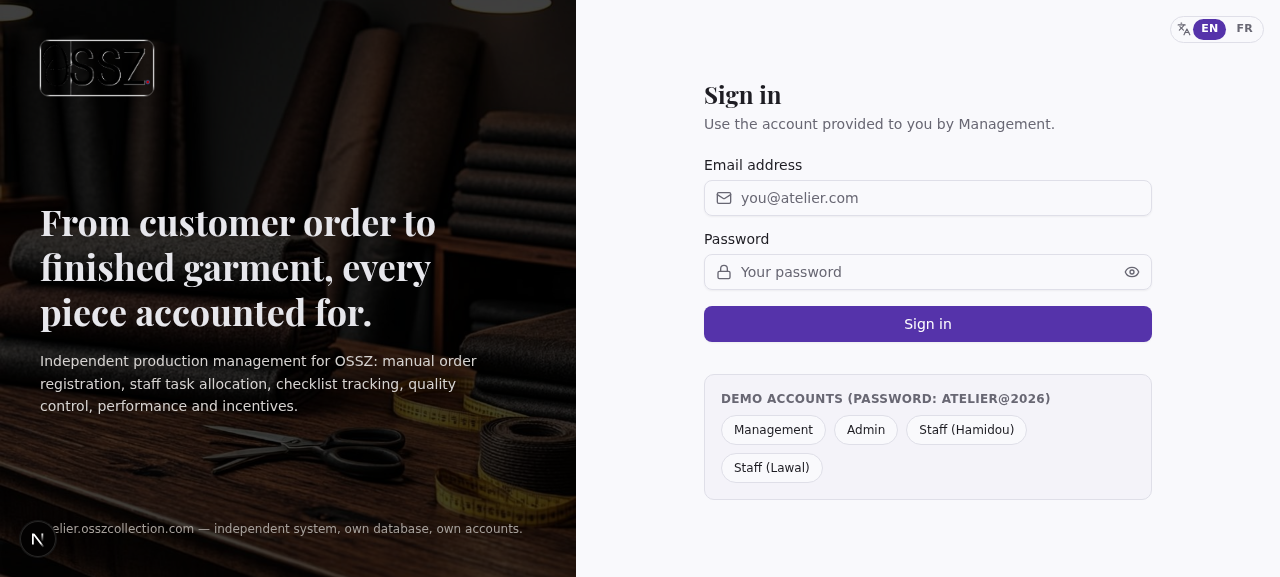 OSSZ.
From customer order to
finished garment, every
piece accounted for.
Independent production management for OSSZ: manual order
registration, staff task allocation, checklist tracking, quality
control, performance and incentives.
elier.osszcollection.com — independent system, own database, own accounts.
N
EN FR
Sign in
Use the account provided to you by Management.
Email address
you@atelier.com
Password
Your password
Sign in
DEMO ACCOUNTS (PASSWORD: ATELIER@2026)
Management Admin Staff (Hamidou)
Staff (Lawal)